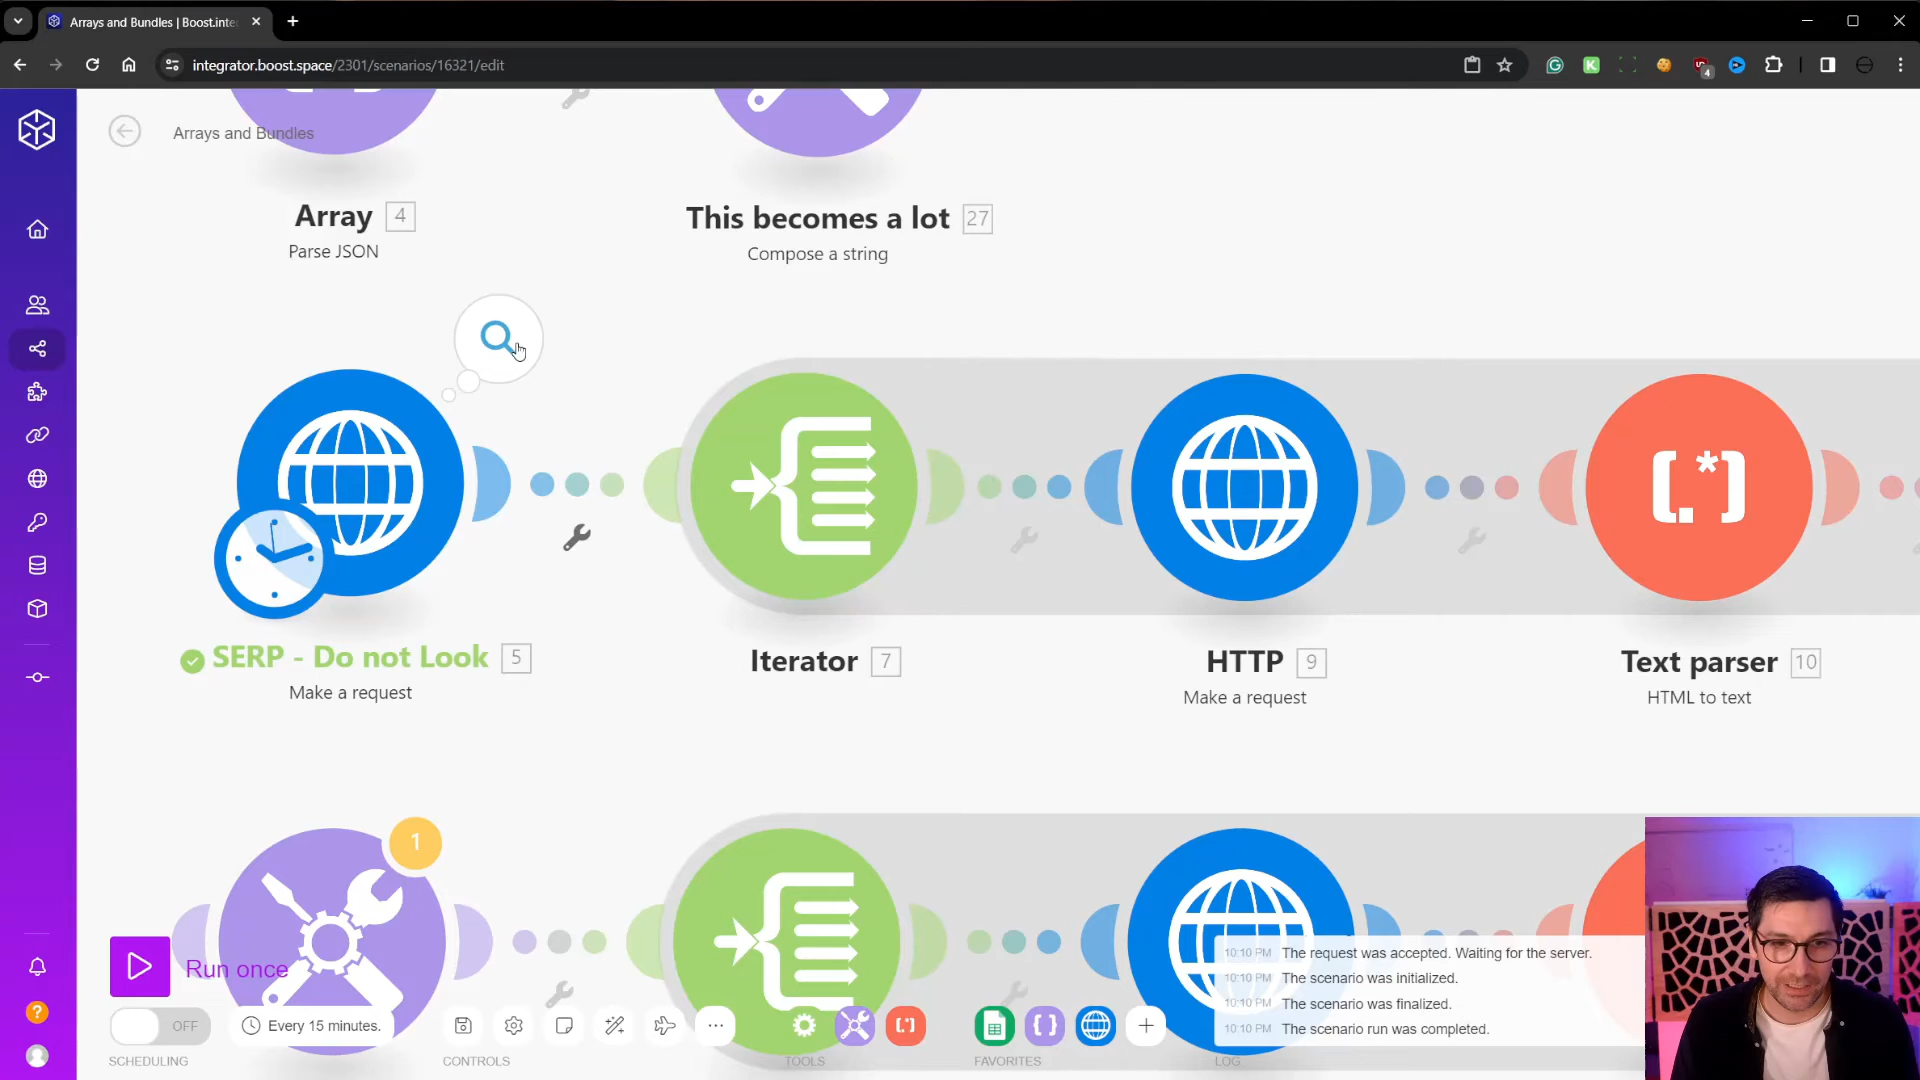 Arrays and Bundles | Boost.inte
integrator.boost.space/2301/scenarios/16321/edit
4
Arrays and Bundles
Array 4
Parse JSON
This becomes a lot 27
Compose a string
SERP - Do not Look 5
Make a request
Iterator 7
HTTP 9
Make a request
Text parser 10
HTML to text
1
Run once
10:10 PM The request was accepted. Waiting for the server.
10:10 PM The scenario was initialized.
10:10 PM The scenario was finalized.
10:10 PM The scenario run was completed.
OFF
Every 15 minutes.
SCHEDULING
CONTROLS
TOOLS
FAVORITES
LOG